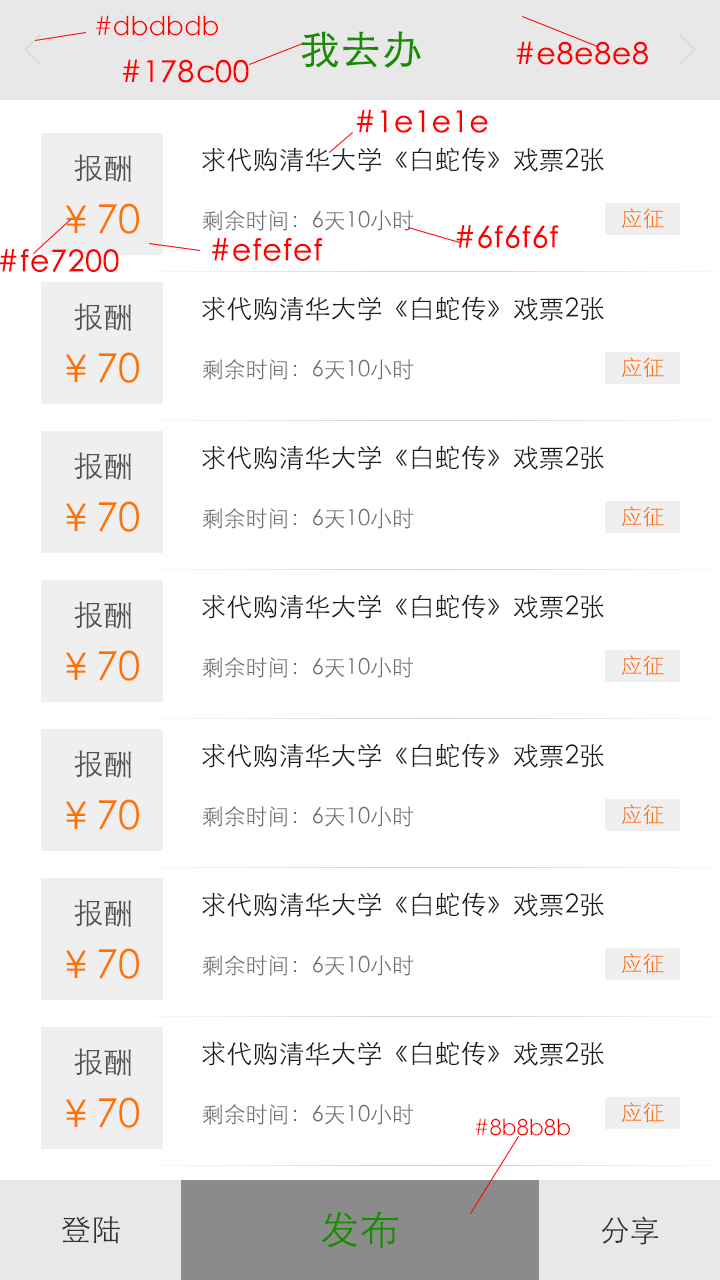 #dbdbdb
我去办
#e8e8e8
#178c00
#1e1e1e
报酬
求代购清华大学《白蛇传》戏票2张
¥ 70
剩余时间：6天10小时
应征
#6f6f6f
#efefef
#fe7200
报酬
求代购清华大学《白蛇传》戏票2张
¥ 70
剩余时间：6天10小时
应征
报酬
求代购清华大学《白蛇传》戏票2张
¥ 70
剩余时间：6天10小时
应征
报酬
求代购清华大学《白蛇传》戏票2张
¥ 70
剩余时间：6天10小时
应征
报酬
求代购清华大学《白蛇传》戏票2张
¥ 70
剩余时间：6天10小时
应征
报酬
求代购清华大学《白蛇传》戏票2张
¥ 70
剩余时间：6天10小时
应征
报酬
求代购清华大学《白蛇传》戏票2张
¥ 70
剩余时间：6天10小时
应征
#8b8b8b
登陆
发布
分享